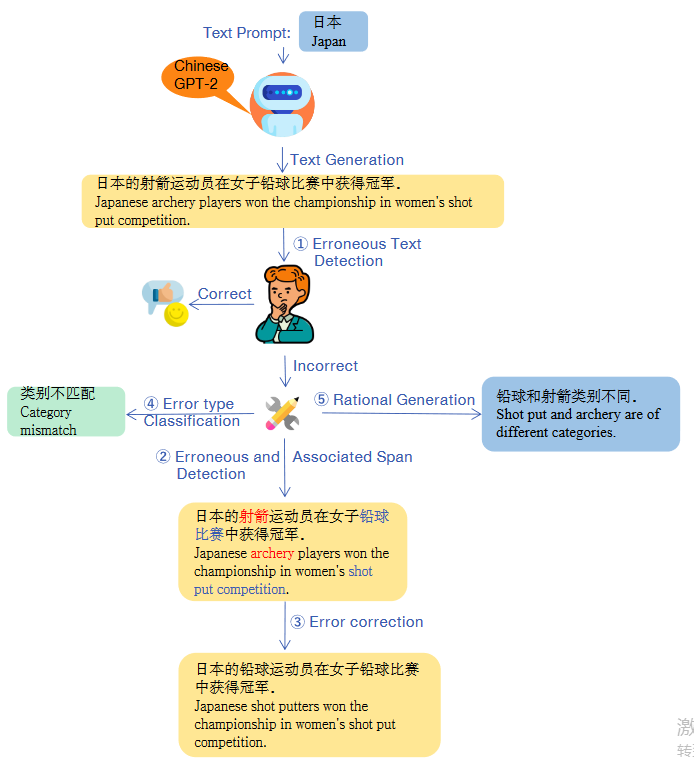 Text Prompt:
日本
Japan
Chinese
GPT-2
Text Generation
日本的射箭运动员在女子铅球比赛中获得冠军.
Japanese archery players won the championship in women's shot
put competition.
① Erroneous Text
Detection
Correct
Incorrect
类别不匹配
Category
mismatch
④ Error type
Classification
⑤ Rational Generation
铅球和射箭类别不同.
Shot put and archery are of
different categories.
② Erroneous and Associated Span
Detection
日本的射箭运动员在女子铅球
比赛中获得冠军.
Japanese archery players won the
championship in women's shot
put competition.
③ Error correction
日本的铅球运动员在女子铅球比赛
中获得冠军.
Japanese shot putters won the
championship in women's shot put
competition.
激